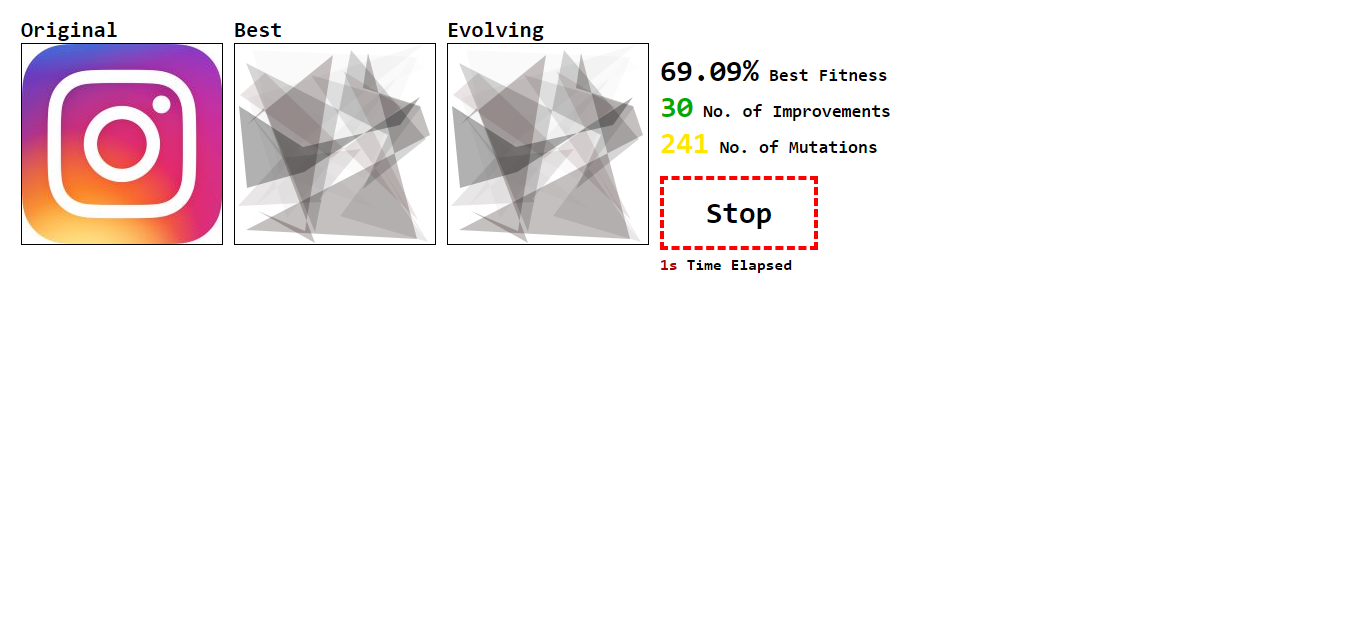 Original
Best
Evolving
69.09% Best Fitness
30 No. of Improvements
241 No. of Mutations
Stop
1s Time Elapsed